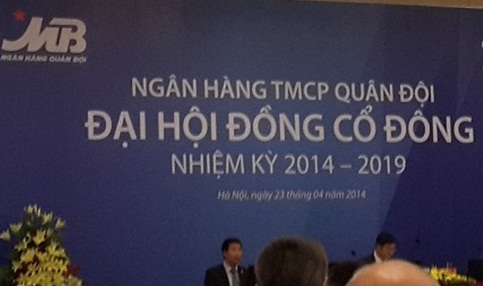 MB
NGÂN HÀNG QUÂN ĐỘI
NGÂN HÀNG TMCP QUÂN ĐỘI
ĐẠI HỘI ĐỒNG CỔ ĐÔNG
NHIỆM KỲ 2014 – 2019
Hà Nội, ngày 23 tháng 04 năm 2014